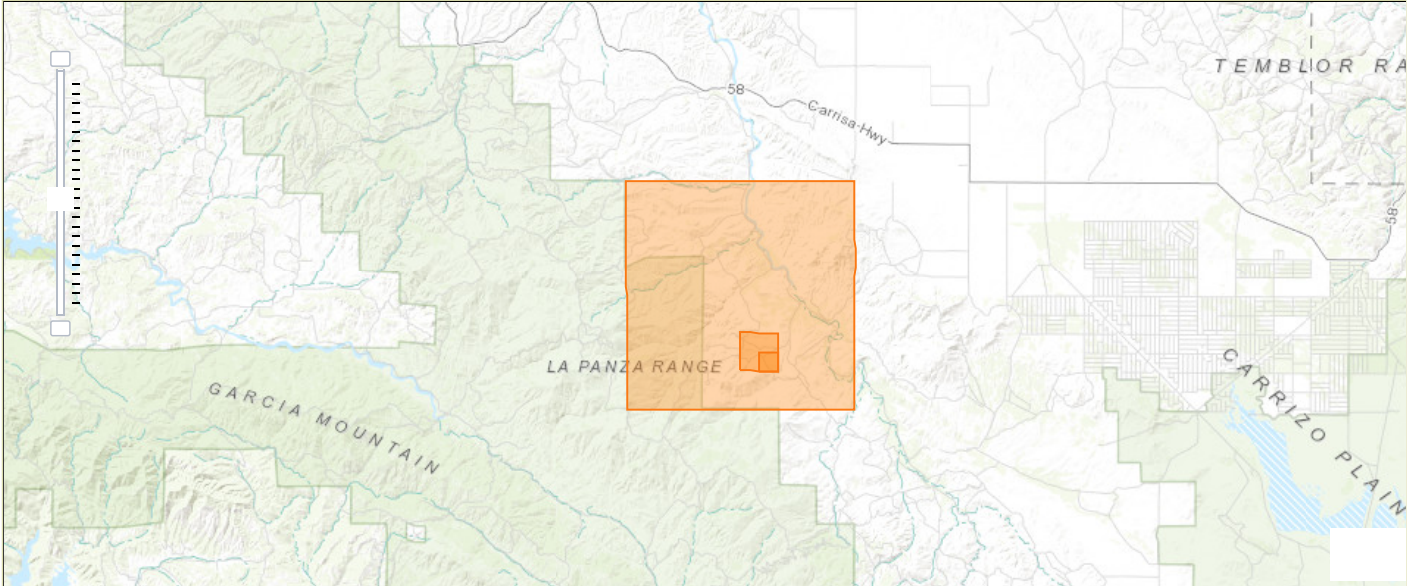 TEMBLOR RA
58
Carrisa Hwy
58
LA PANZA RANGE
GARCIA MOUNTAIN
CARRIZO PLAIN